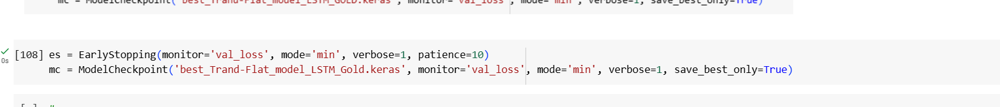 mc = ModelCheckpoint('best_Trand-Flat_model_LSTM_GOLD.keras', monitor='val_loss', mode='min', verbose=1, save_best_only=True)
[108] es = EarlyStopping(monitor='val_loss', mode='min', verbose=1, patience=10)
0s
mc = ModelCheckpoint('best_Trand-Flat_model_LSTM_Gold.keras', monitor='val_loss', mode='min', verbose=1, save_best_only=True)